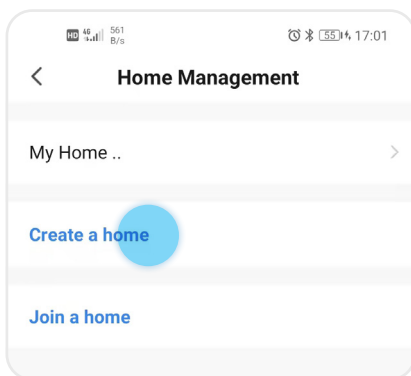 HD 4G 561 B/s 55 17:01
Home Management
My Home ..
Create a home
Join a home